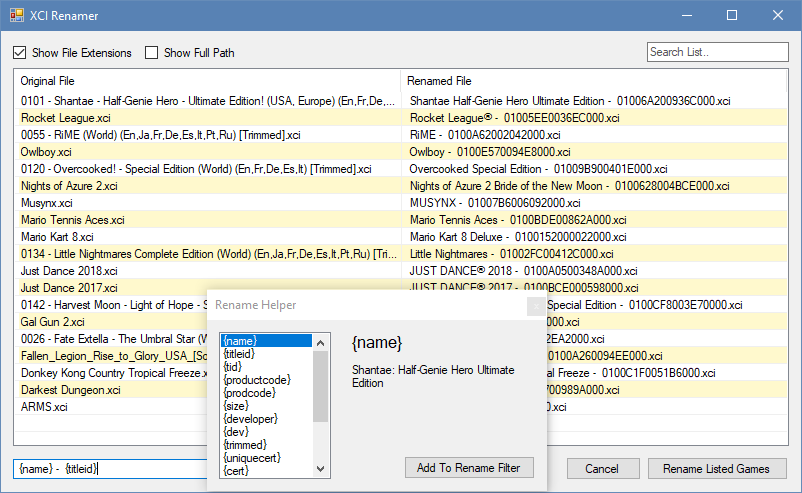 XCI Renamer
Show File Extensions
Show Full Path
Search List..
Original File Renamed File
0101 - Shantae - Half-Genie Hero - Ultimate Edition! (USA, Europe) (En,Fr,De,... Shantae Half-Genie Hero Ultimate Edition - 01006A200936C000.xci
Rocket League.xci Rocket League® - 01005EE0036EC000.xci
0055 - RiME (World) (En,Ja,Fr,De,Es,It,Pt,Ru) [Trimmed].xci RiME - 0100A62002042000.xci
Owlboy.xci Owlboy - 0100E570094E8000.xci
0120 - Overcooked! - Special Edition (World) (En,Fr,De,Es,It) [Trimmed].xci Overcooked Special Edition - 01009B900401E000.xci
Nights of Azure 2.xci Nights of Azure 2 Bride of the New Moon - 0100628004BCE000.xci
Musynx.xci MUSYNX - 01007B6006092000.xci
Mario Tennis Aces.xci Mario Tennis Aces - 0100BDE00862A000.xci
Mario Kart 8.xci Mario Kart 8 Deluxe - 0100152000022000.xci
0134 - Little Nightmares Complete Edition (World) (En,Ja,Fr,De,Es,It,Pt,Ru) [Tri... Little Nightmares - 01002FC00412C000.xci
Just Dance 2018.xci JUST DANCE® 2018 - 0100A0500348A000.xci
Just Dance 2017.xci JUST DANCE® 2017 - 0100BCE000598000.xci
0142 - Harvest Moon - Light of Hope - S Special Edition - 0100CF8003E70000.xci
Gal Gun 2.xci 000.xci
0026 - Fate Extella - The Umbral Star (W 2EA2000.xci
Fallen_Legion_Rise_to_Glory_USA_[Sc 0100A260094EE000.xci
Donkey Kong Country Tropical Freeze.x al Freeze - 0100C1F0051B6000.xci
Darkest Dungeon.xci 700989A000.xci
ARMS.xci 0.xci
Rename Helper
{name}
{titleid}
{tid}
{productcode}
{prodcode}
{size}
{developer}
{dev}
{trimmed}
{uniquecert}
{cert}
{name}
Shantae: Half-Genie Hero Ultimate
Edition
Add To Rename Filter
{name} - {titleid}
Cancel
Rename Listed Games